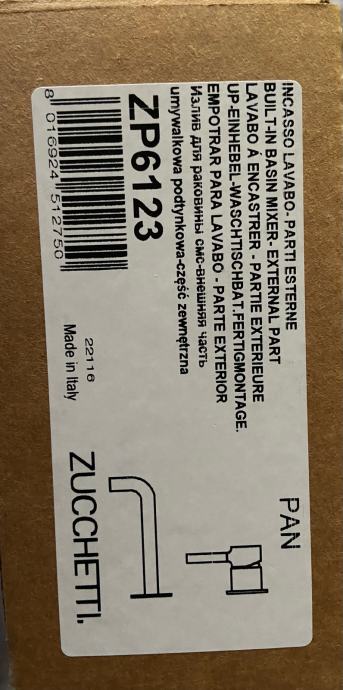 INCASSO LAVABO- PARTI ESTERNE
BUILT-IN BASIN MIXER- EXTERNAL PART
LAVABO À ENCASTRER - PARTIE EXTERIEURE
UP-EINHEBEL-WASCHTISCHBAT.FERTIGMONTAGE.
EMPOTRAR PARA LAVABO - PARTE EXTERIOR
Излив для раковины смс-внешняя часть
umywalkowa podtynkowa-część zewnętrzna
PAN
ZP6123
8 016924 512750
22116
Made in Italy
ZUCCHETTI.